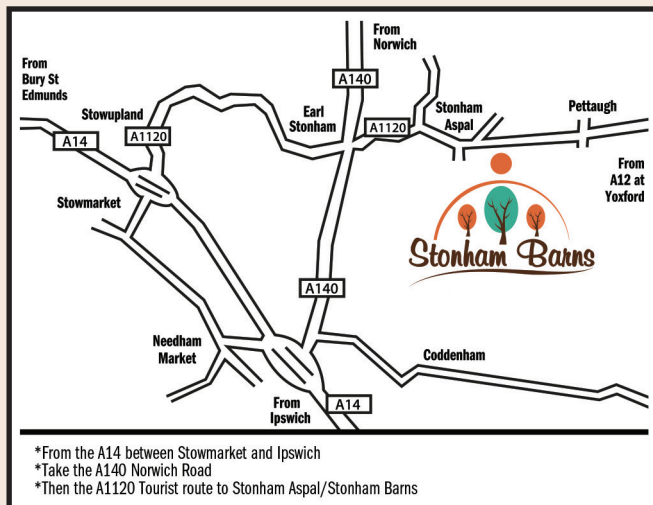 From
Norwich
From
Bury St
Edmunds
A140
Stowupland
Earl
Stonham
A1120
Stonham
Aspal
Pettaugh
A14
A1120
From
A12 at
Yoxford
Stowmarket
Stonham Barns
A140
Needham
Market
Coddenham
From
Ipswich
A14
*From the A14 between Stowmarket and Ipswich
*Take the A140 Norwich Road
*Then the A1120 Tourist route to Stonham Aspal/Stonham Barns